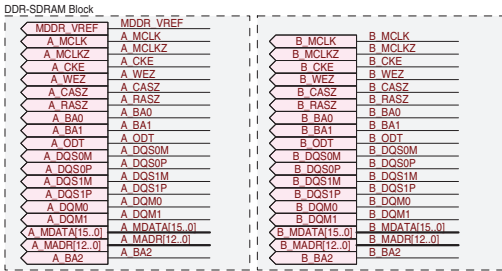 DDR-SDRAM Block
MDDR_VREF MDDR_VREF
A_MCLK A_MCLK
A_MCLKZ A_MCLKZ
A_CKE A_CKE
A_WEZ A_WEZ
A_CASZ A_CASZ
A_RASZ A_RASZ
A_BA0 A_BA0
A_BA1 A_BA1
A_ODT A_ODT
A_DQS0M A_DQS0M
A_DQS0P A_DQS0P
A_DQS1M A_DQS1M
A_DQS1P A_DQS1P
A_DQM0 A_DQM0
A_DQM1 A_DQM1
A_MDATA[15..0] A_MDATA[15..0]
A_MADR[12..0] A_MADR[12..0]
A_BA2 A_BA2
B_MCLK B_MCLK
B_MCLKZ B_MCLKZ
B_CKE B_CKE
B_WEZ B_WEZ
B_CASZ B_CASZ
B_RASZ B_RASZ
B_BA0 B_BA0
B_BA1 B_BA1
B_ODT B_ODT
B_DQS0M B_DQS0M
B_DQS0P B_DQS0P
B_DQS1M B_DQS1M
B_DQS1P B_DQS1P
B_DQM0 B_DQM0
B_DQM1 B_DQM1
B_MDATA[15..0] B_MDATA[15..0]
B_MADR[12..0] B_MADR[12..0]
B_BA2 B_BA2